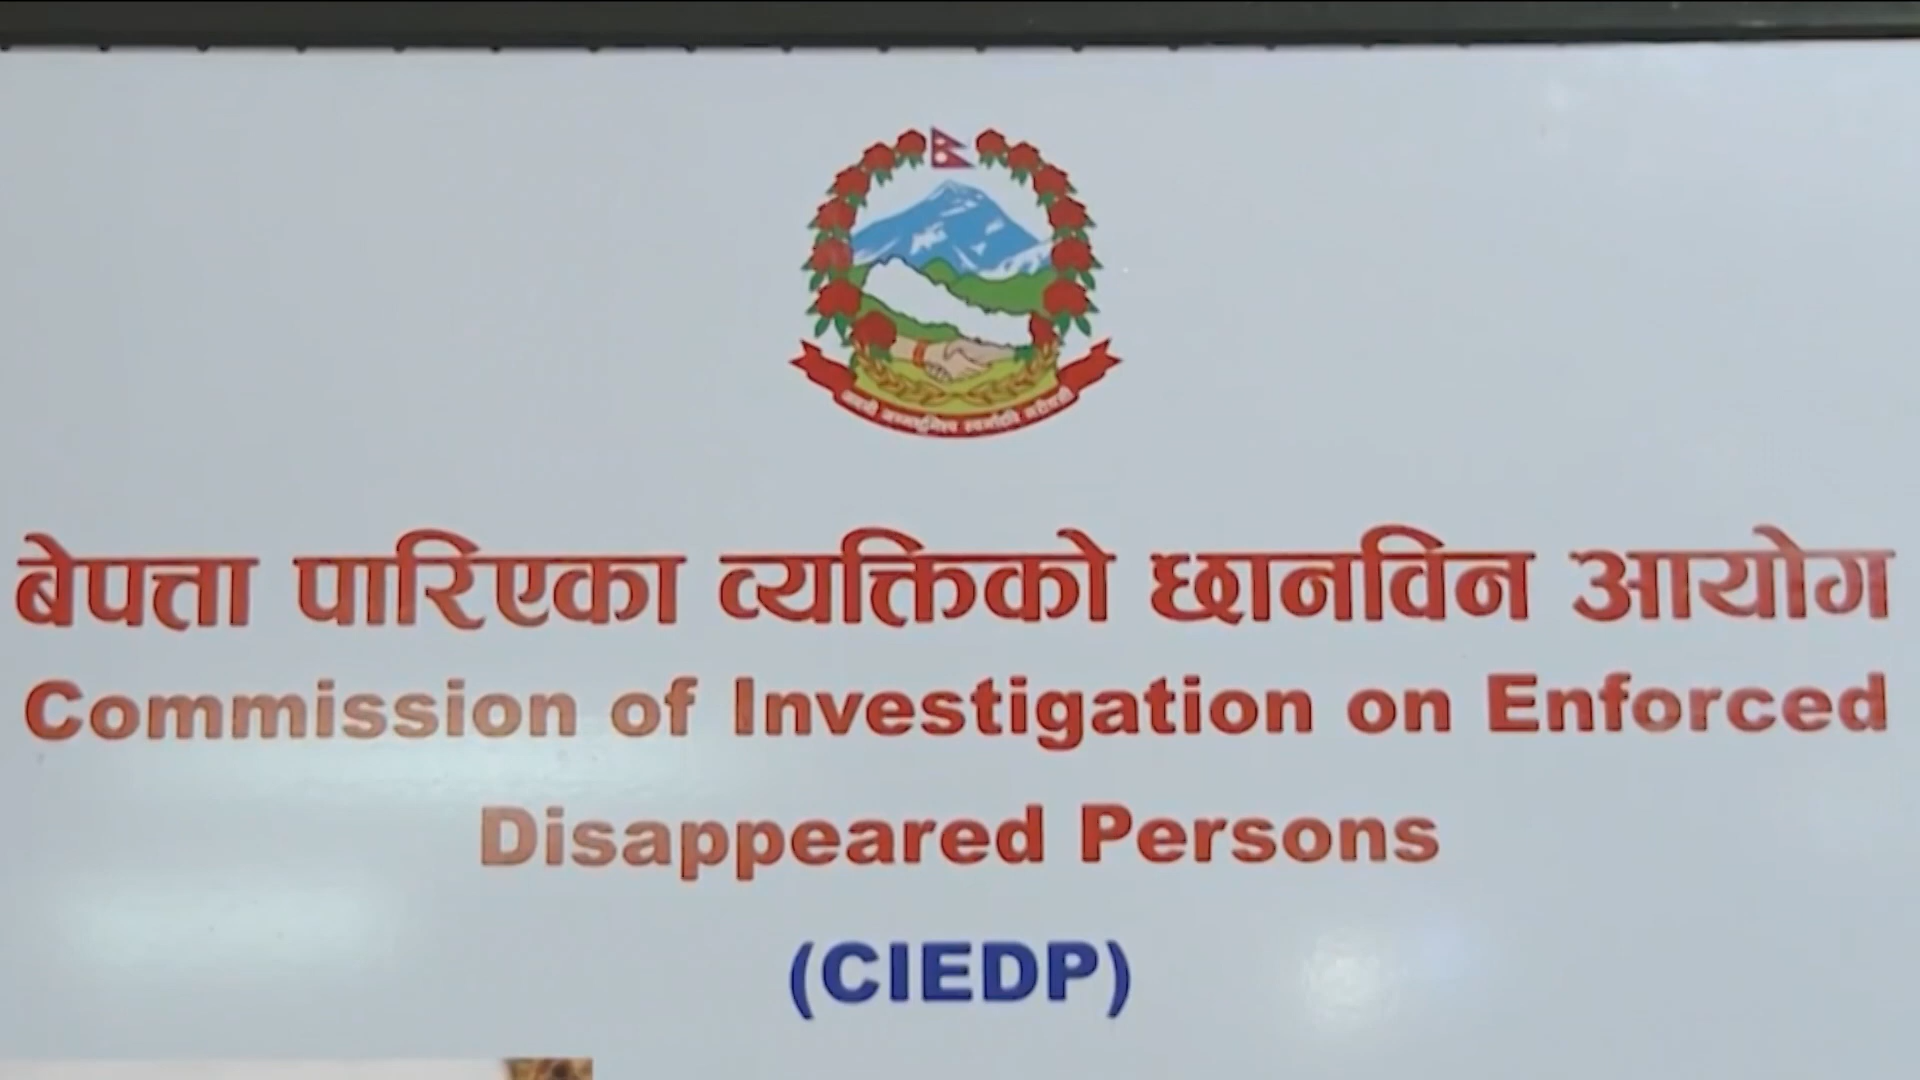 बेपत्ता पारिएका व्यक्तिको छानविन आयोग
Commission of Investigation on Enforced
Disappeared Persons
(CIEDP)